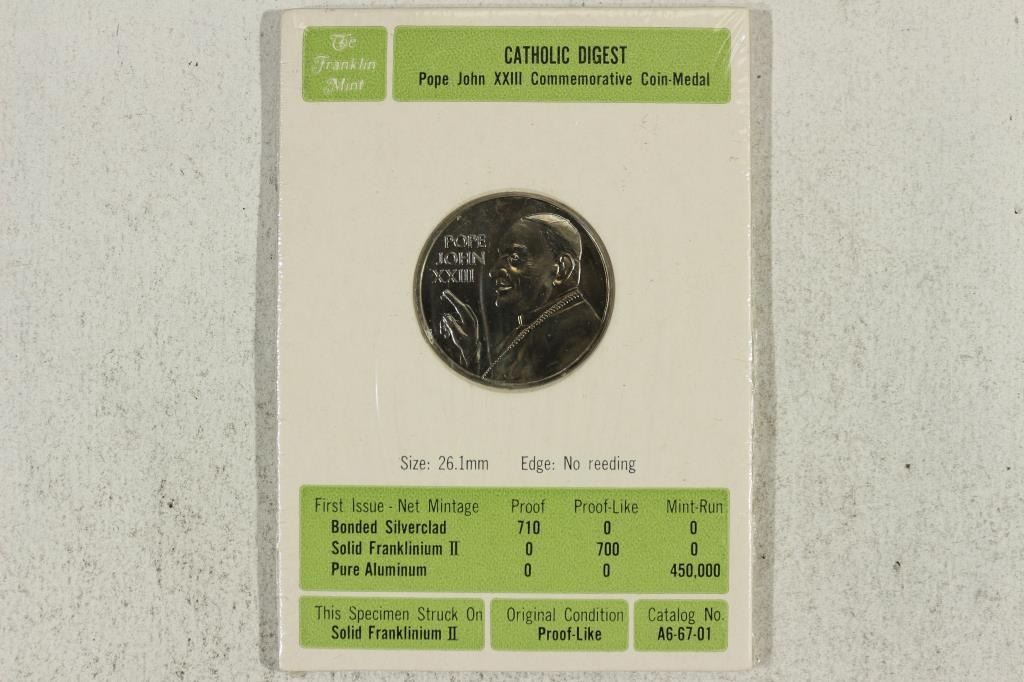 The
Franklin
Mint
CATHOLIC DIGEST
Pope John XXIII Commemorative Coin-Medal
POPE
JOHN
XXIII
Size: 26.1mm Edge: No reeding
First Issue - Net Mintage Proof Proof-Like Mint-Run
Bonded Silverclad 710 0 0
Solid Franklinium II 0 700 0
Pure Aluminum 0 0 450,000
This Specimen Struck On
Solid Franklinium II
Original Condition
Proof-Like
Catalog No.
A6-67-01